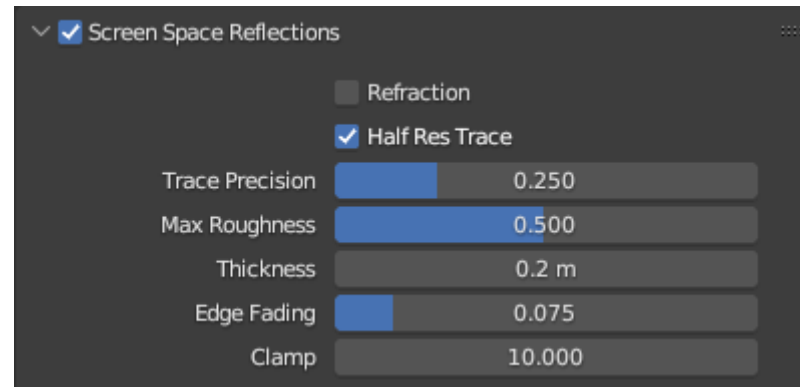 Screen Space Reflections
Refraction
Half Res Trace
Trace Precision 0.250
Max Roughness 0.500
Thickness 0.2 m
Edge Fading 0.075
Clamp 10.000